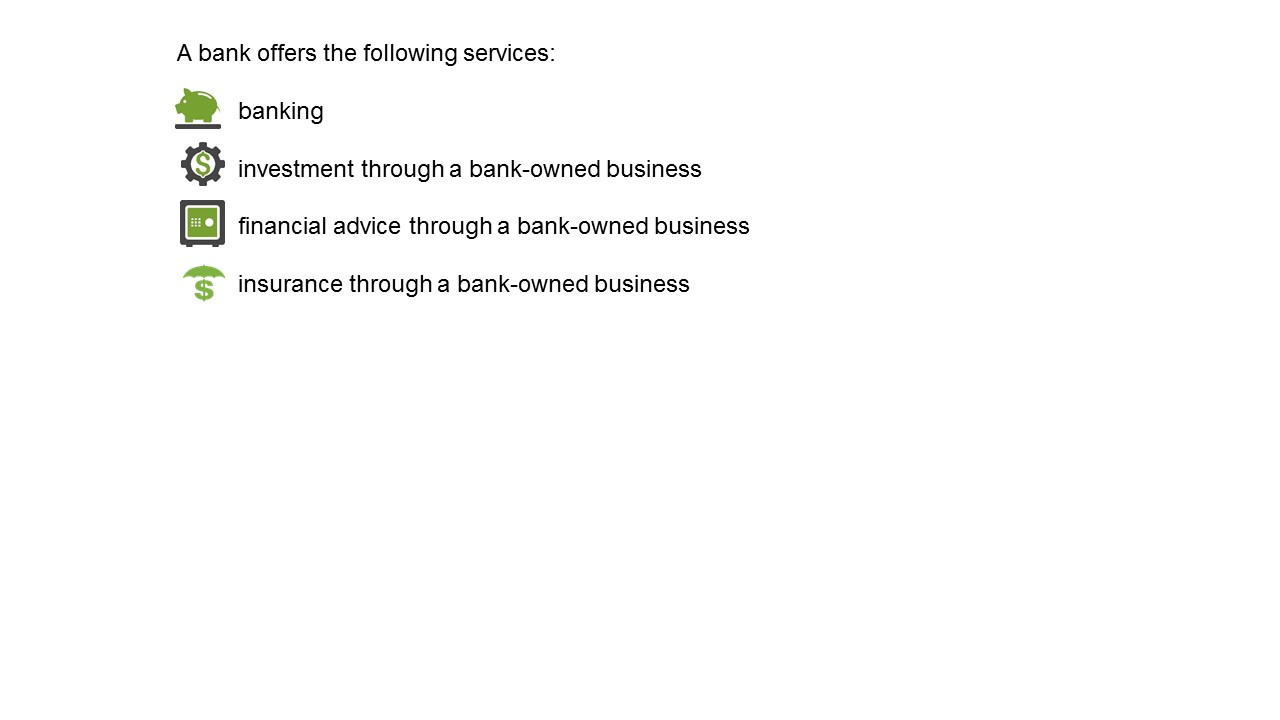 A bank offers the following services:
banking
investment through a bank-owned business
financial advice through a bank-owned business
insurance through a bank-owned business